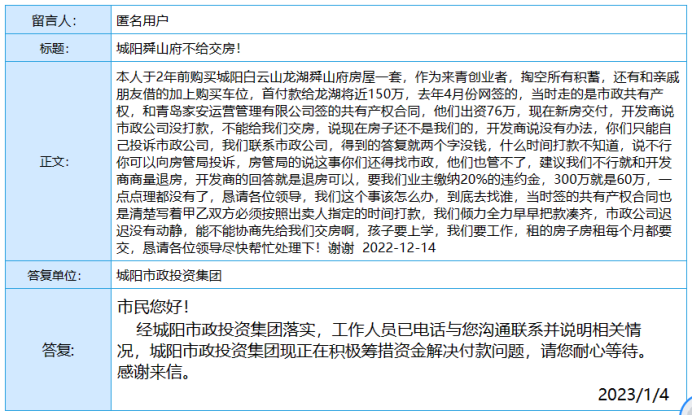 留言人： 匿名用户
标题： 城阳舜山府不给交房！
正文：
本人于2年前购买城阳白云山龙湖舜山府房屋一套，作为来青创业者，掏空所有积蓄，还有和亲戚
朋友借的加上购买车位，首付款给龙湖将近150万，去年4月份网签的，当时走的是市政共有产
权，和青岛家安运营管理有限公司签的共有产权合同，他们出资76万，现在新房交付，开发商说
市政公司没打款，不能给我们交房，说现在房子还不是我们的，开发商说没有办法，你们只能自
己投诉市政公司，我们联系市政公司，得到的答复就两个字没钱，什么时间打款不知道，说不行
你可以向房管局投诉，房管局的说这事你们还得找市政，他们也管不了，建议我们不行就和开发
商商量退房，开发商的回答就是退房可以，要我们业主缴纳20%的违约金，300万就是60万，一
点点理都没有了，恳请各位领导，我们这个事该怎么办，到底去找谁，当时签的共有产权合同也
是清楚写着甲乙双方必须按照出卖人指定的时间打款，我们倾力全力早早把款凑齐，市政公司迟
迟没有动静，能不能协商先给我们交房啊，孩子要上学，我们要工作，租的房子房租每个月都要
交，恳请各位领导尽快帮忙处理下！谢谢 2022-12-14
答复单位： 城阳市政投资集团
答复:
市民您好！
经城阳市政投资集团落实，工作人员已电话与您沟通联系并说明相关情
况，城阳市政投资集团现正在积极筹措资金解决付款问题，请您耐心等待。
感谢来信。
2023/1/4